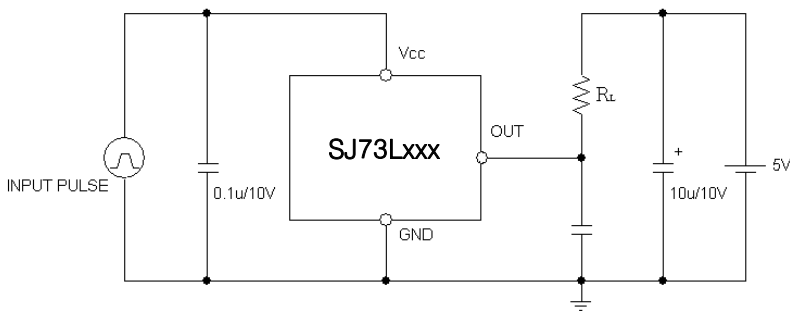 Vcc
RL
OUT
SJ73Lxxx
+
5V
INPUT PULSE
0.1u/10V
10u/10V
GND